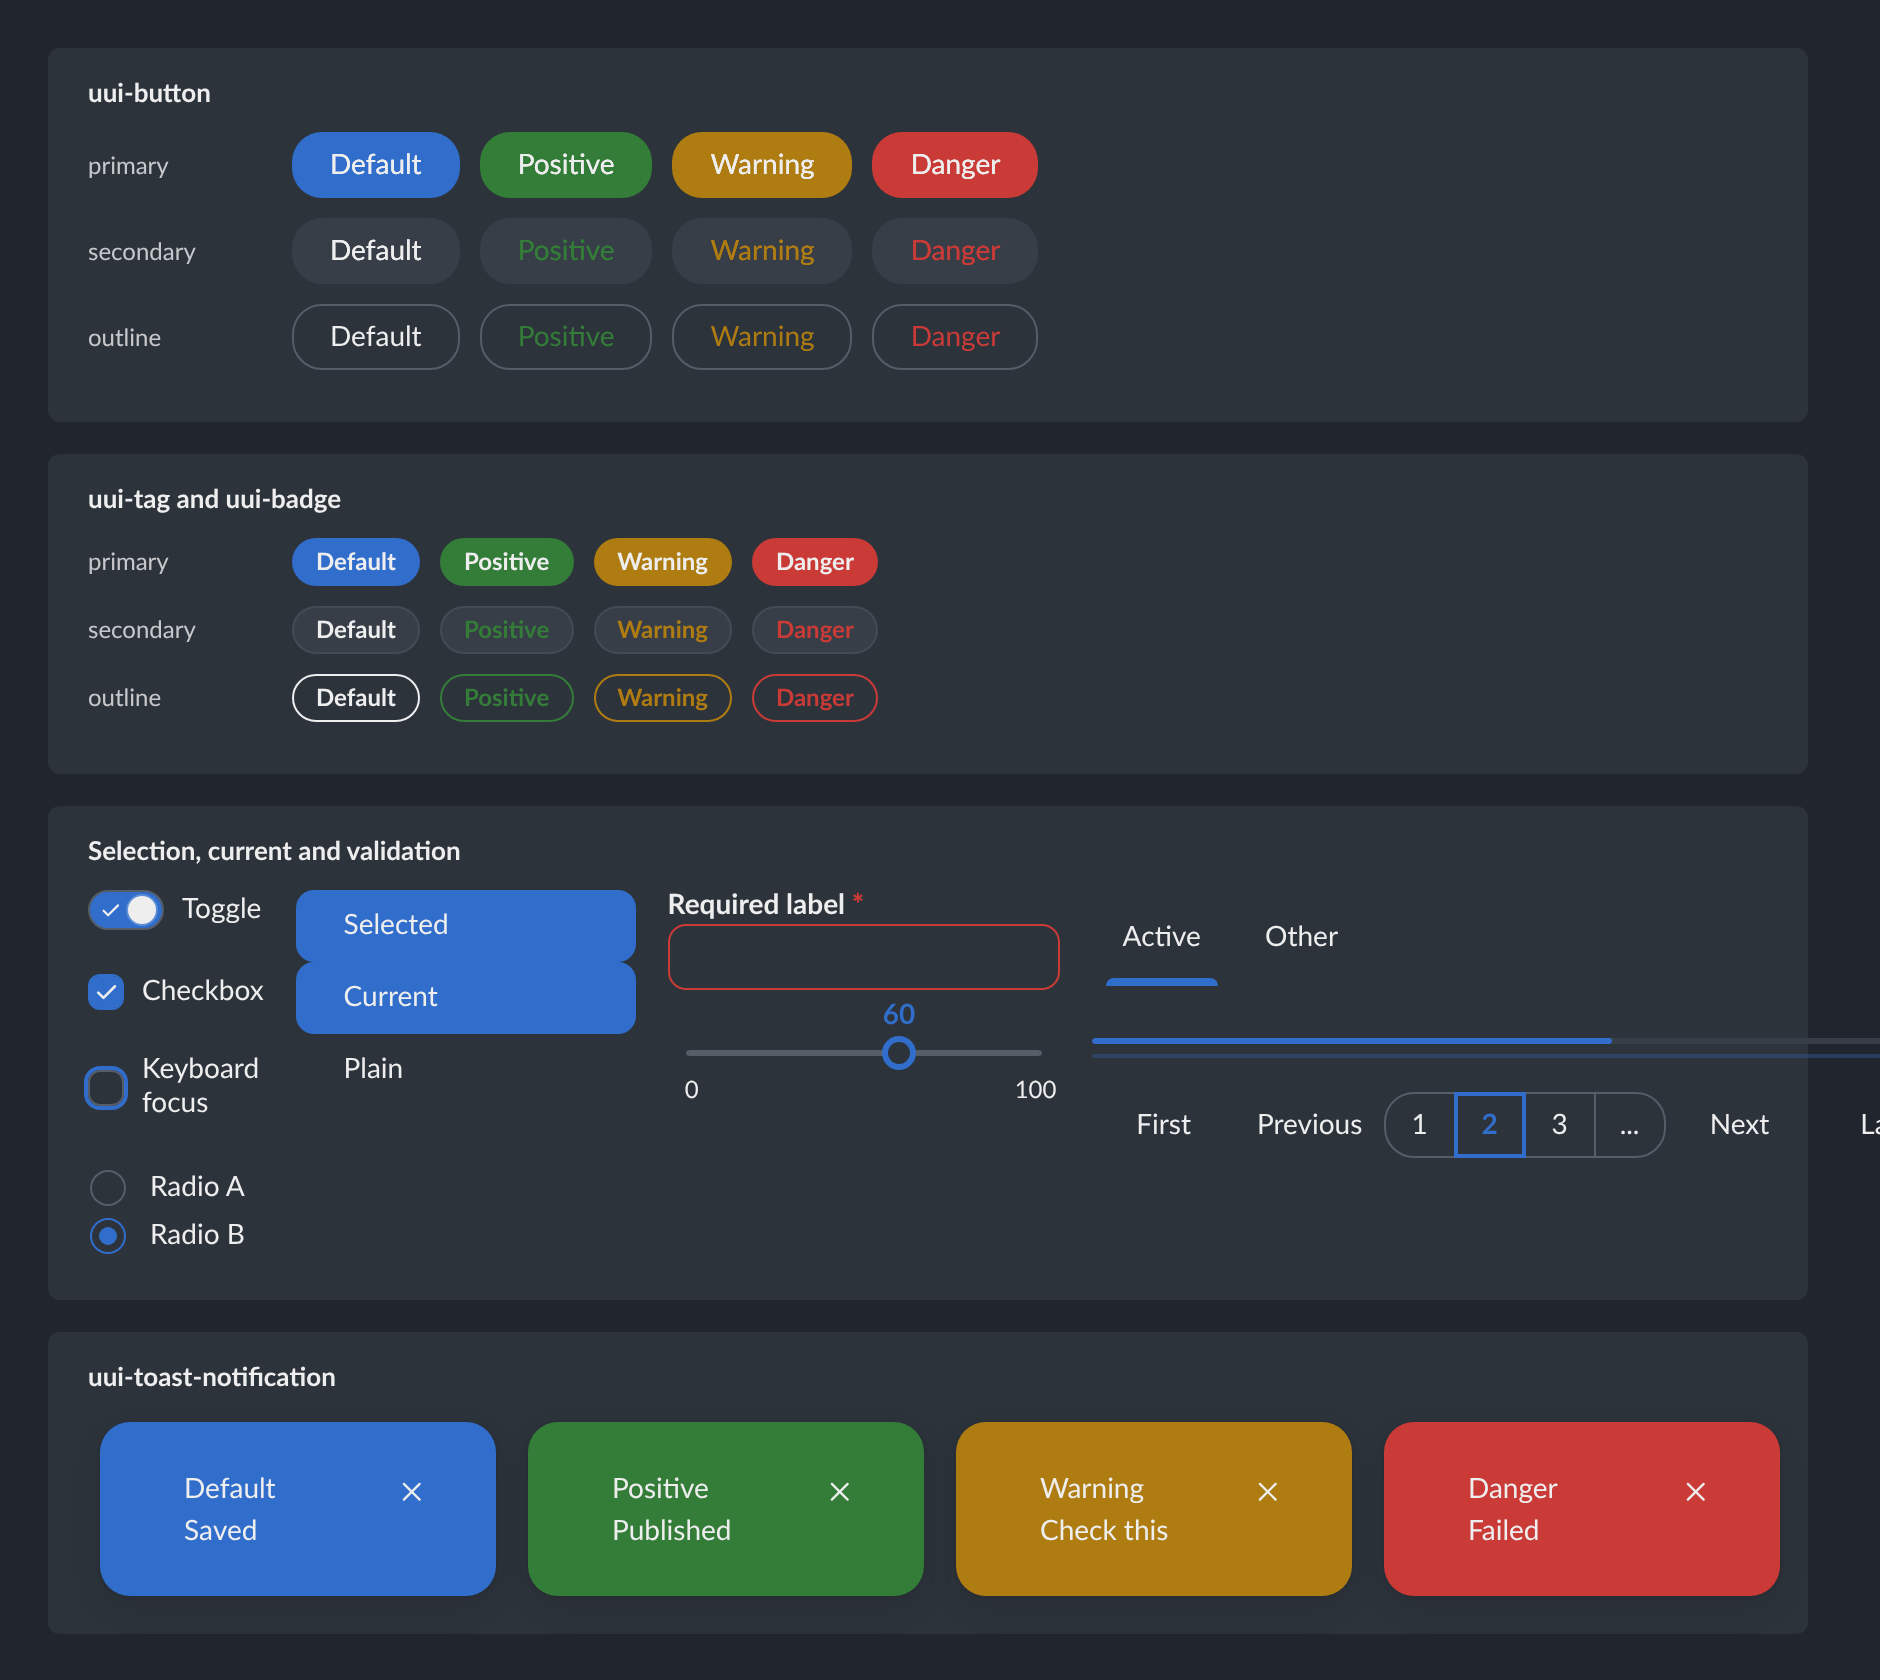 uui-button
primary Default Positive Warning Danger
secondary Default Positive Warning Danger
outline Default Positive Warning Danger
uui-tag and uui-badge
primary Default Positive Warning Danger
secondary Default Positive Warning Danger
outline Default Positive Warning Danger
Selection, current and validation
Toggle
Checkbox
Keyboard
focus
Radio A
Radio B
Selected
Current
Plain
Required label *
60
0 100
Active Other
First Previous 1 2 3 ... Next
uui-toast-notification
Default
Saved
Positive
Published
Warning
Check this
Danger
Failed